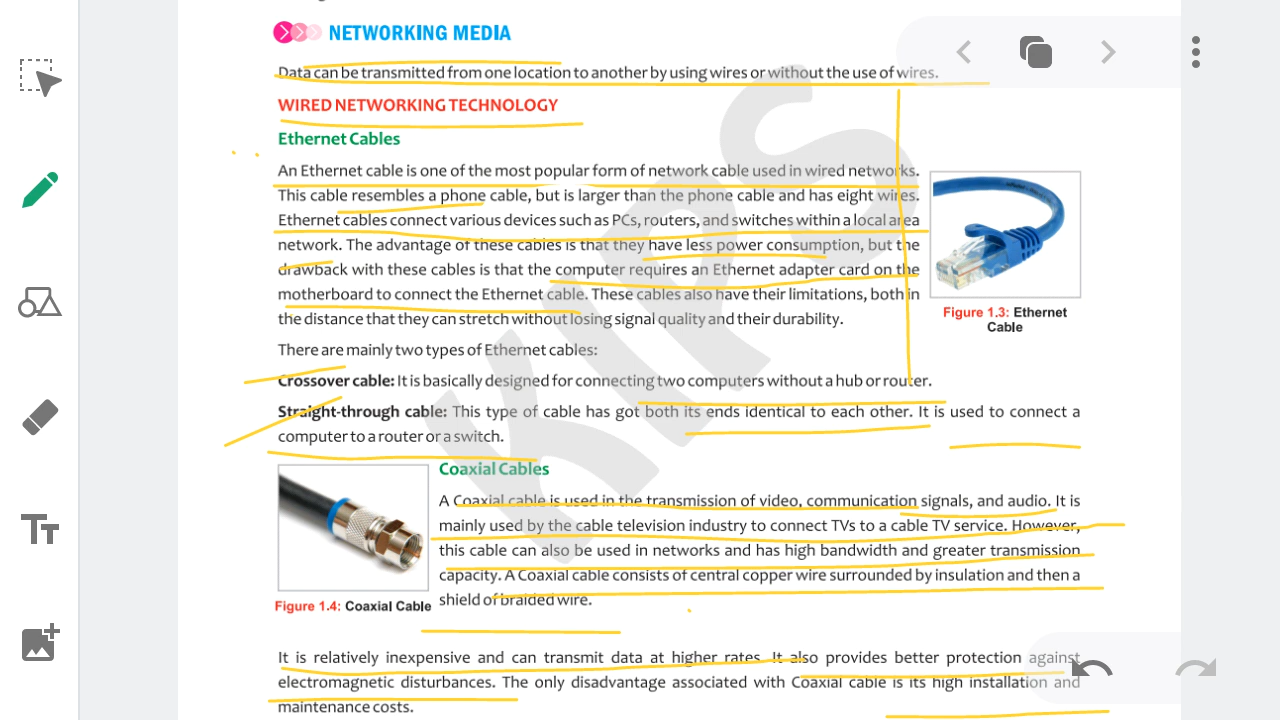 NETWORKING MEDIA
Data can be transmitted from one location to another by using wires or without the use of wires.
WIRED NETWORKING TECHNOLOGY
Ethernet Cables
An Ethernet cable is one of the most popular form of network cable used in wired networks.
This cable resembles a phone cable, but is larger than the phone cable and has eight wires.
Ethernet cables connect various devices such as PCs, routers, and switches within a local area
network. The advantage of these cables is that they have less power consumption, but the
drawback with these cables is that the computer requires an Ethernet adapter card on the
motherboard to connect the Ethernet cable. These cables also have their limitations, both in
the distance that they can stretch without losing signal quality and their durability.
Figure 1.3: Ethernet
Cable
There are mainly two types of Ethernet cables:
Crossover cable: It is basically designed for connecting two computers without a hub or router.
Straight-through cable: This type of cable has got both its ends identical to each other. It is used to connect a
computer to a router or a switch.
Coaxial Cables
A Coaxial cable is used in the transmission of video, communication signals, and audio. It is
mainly used by the cable television industry to connect TVs to a cable TV service. However,
this cable can also be used in networks and has high bandwidth and greater transmission
capacity. A Coaxial cable consists of central copper wire surrounded by insulation and then a
shield of braided wire.
Figure 1.4: Coaxial Cable
It is relatively inexpensive and can transmit data at higher rates. It also provides better protection against
electromagnetic disturbances. The only disadvantage associated with Coaxial cable is its high installation and
maintenance costs.
KIPS
Tт